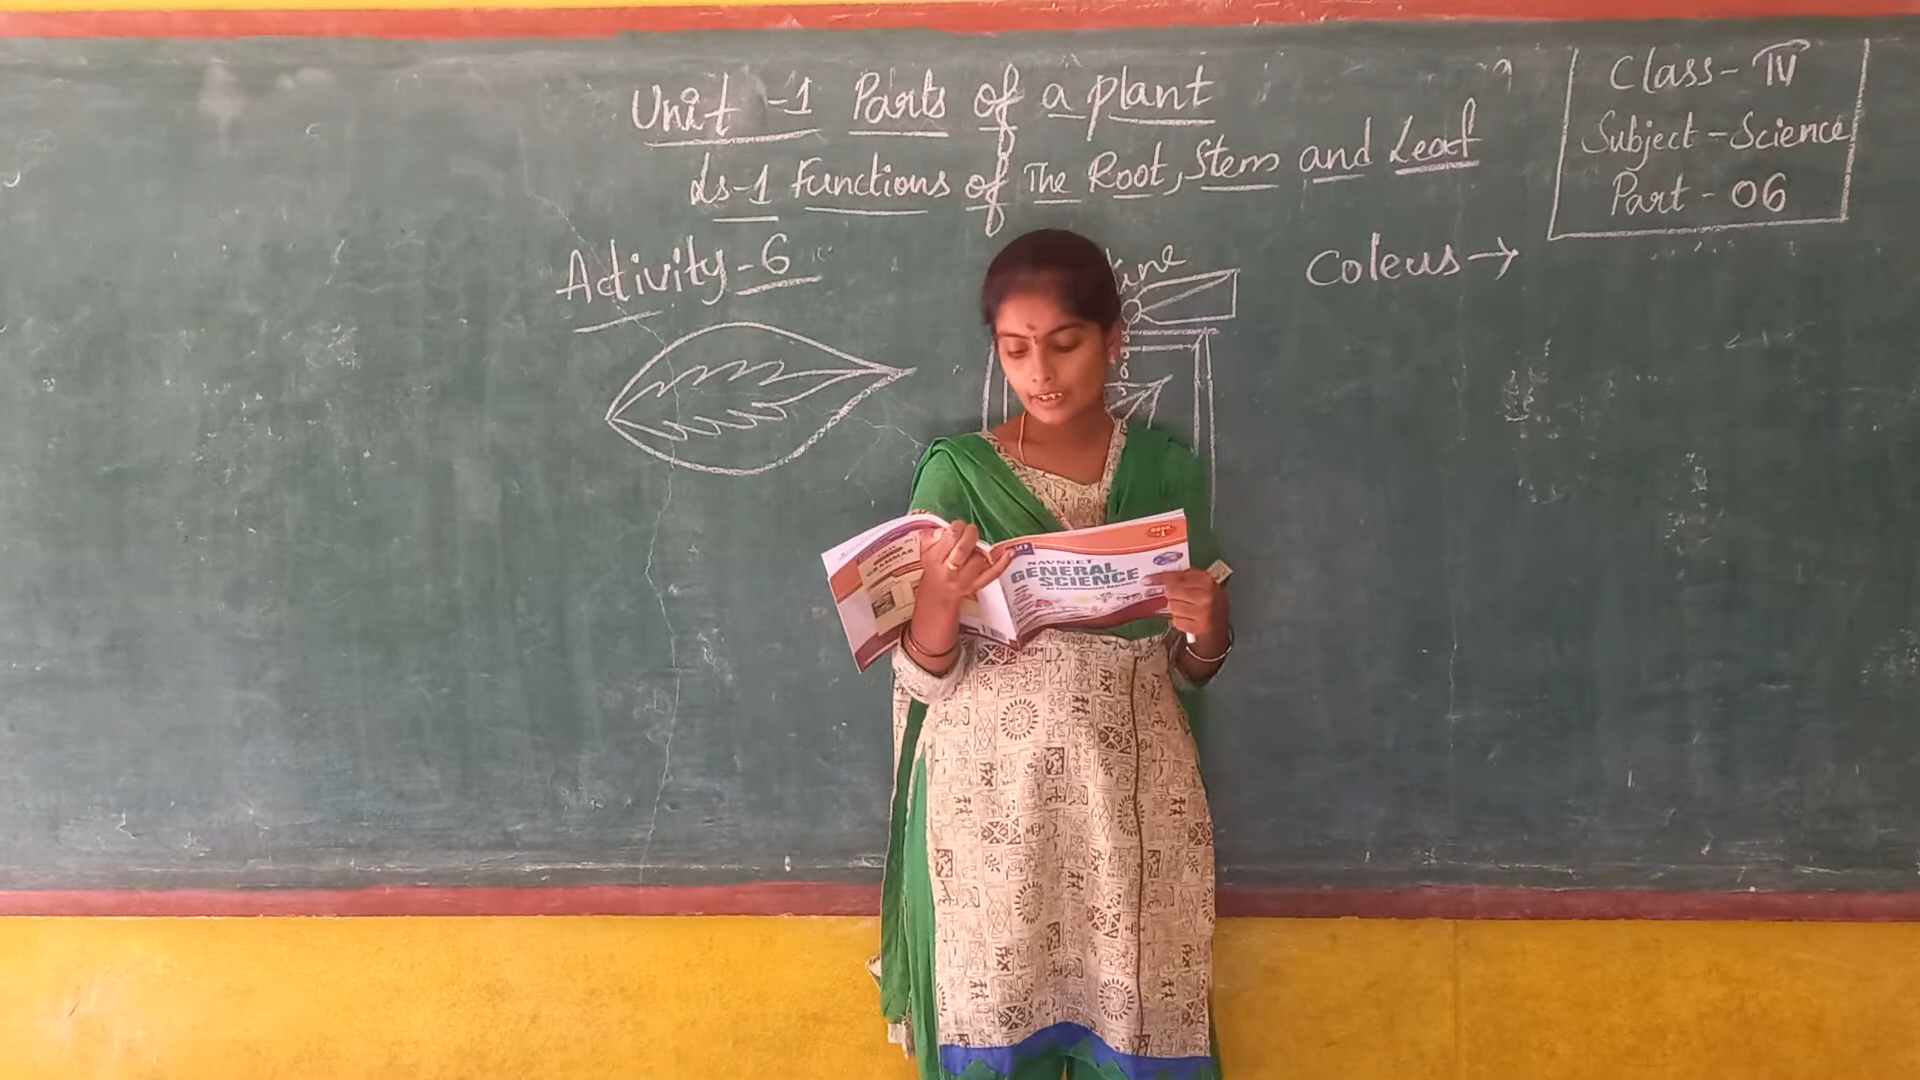 Unit-1 Parts of a plant
Ls-1 Functions of The Root, Stem and Leaf
Class-IV
Subject-Science
Part-06
Activity-6
Coleus→
NAVNEET
GENERAL
SCIENCE